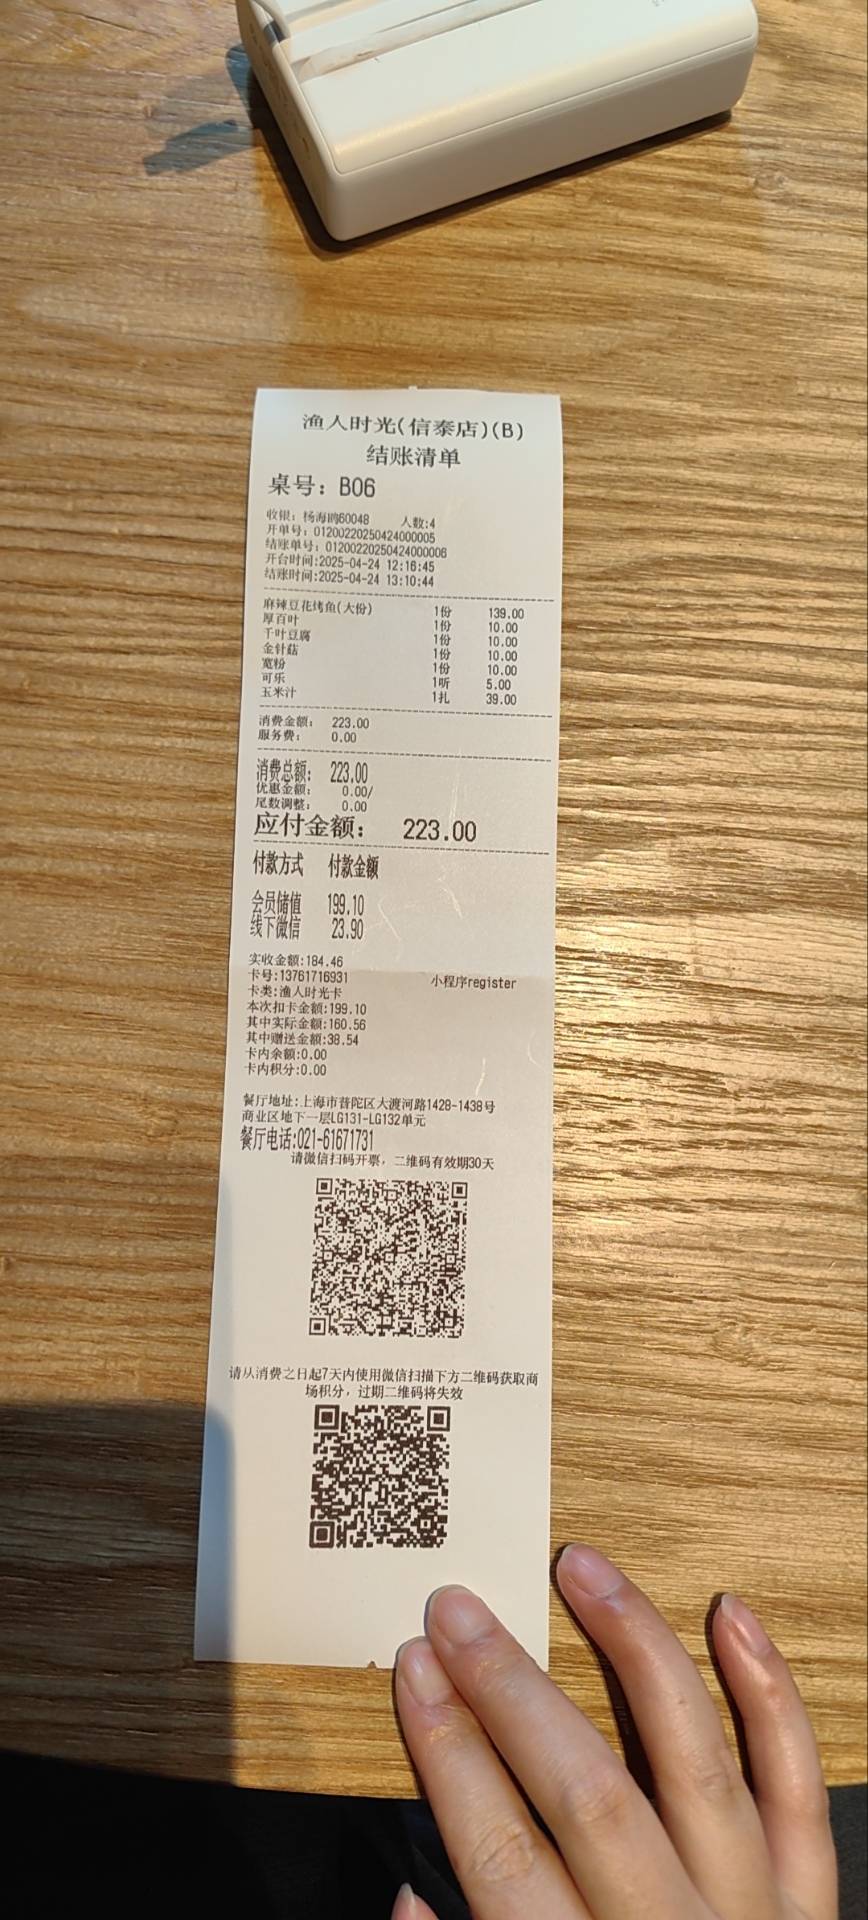 渔人时光(信泰店)(B)
结账清单
桌号：B06
收银：杨海鸥60048 人数:4
开单号：01200220250424000005
结账单号：01200220250424000006
开台时间:2025-04-24 12:16:45
结账时间:2025-04-24 13:10:44
麻辣豆花烤鱼(大份) 1份 139.00
厚百叶 1份 10.00
千叶豆腐 1份 10.00
金针菇 1份 10.00
宽粉 1份 10.00
可乐 1听 5.00
玉米汁 1扎 39.00
消费金额： 223.00
服务费： 0.00
消费总额： 223.00
优惠金额： 0.00/
尾数调整： 0.00
应付金额： 223.00
付款方式 付款金额
会员储值 199.10
线下微信 23.90
实收金额:184.46
卡号:13761716931 小程序register
卡类:渔人时光卡
本次扣卡金额:199.10
其中实际金额:160.56
其中赠送金额:38.54
卡内余额:0.00
卡内积分:0.00
餐厅地址:上海市普陀区大渡河路1428-1438号
商业区地下一层LG131-LG132单元
餐厅电话:021-61671731
请微信扫码开票，二维码有效期30天
请从消费之日起7天内使用微信扫描下方二维码获取商
场积分，过期二维码将失效